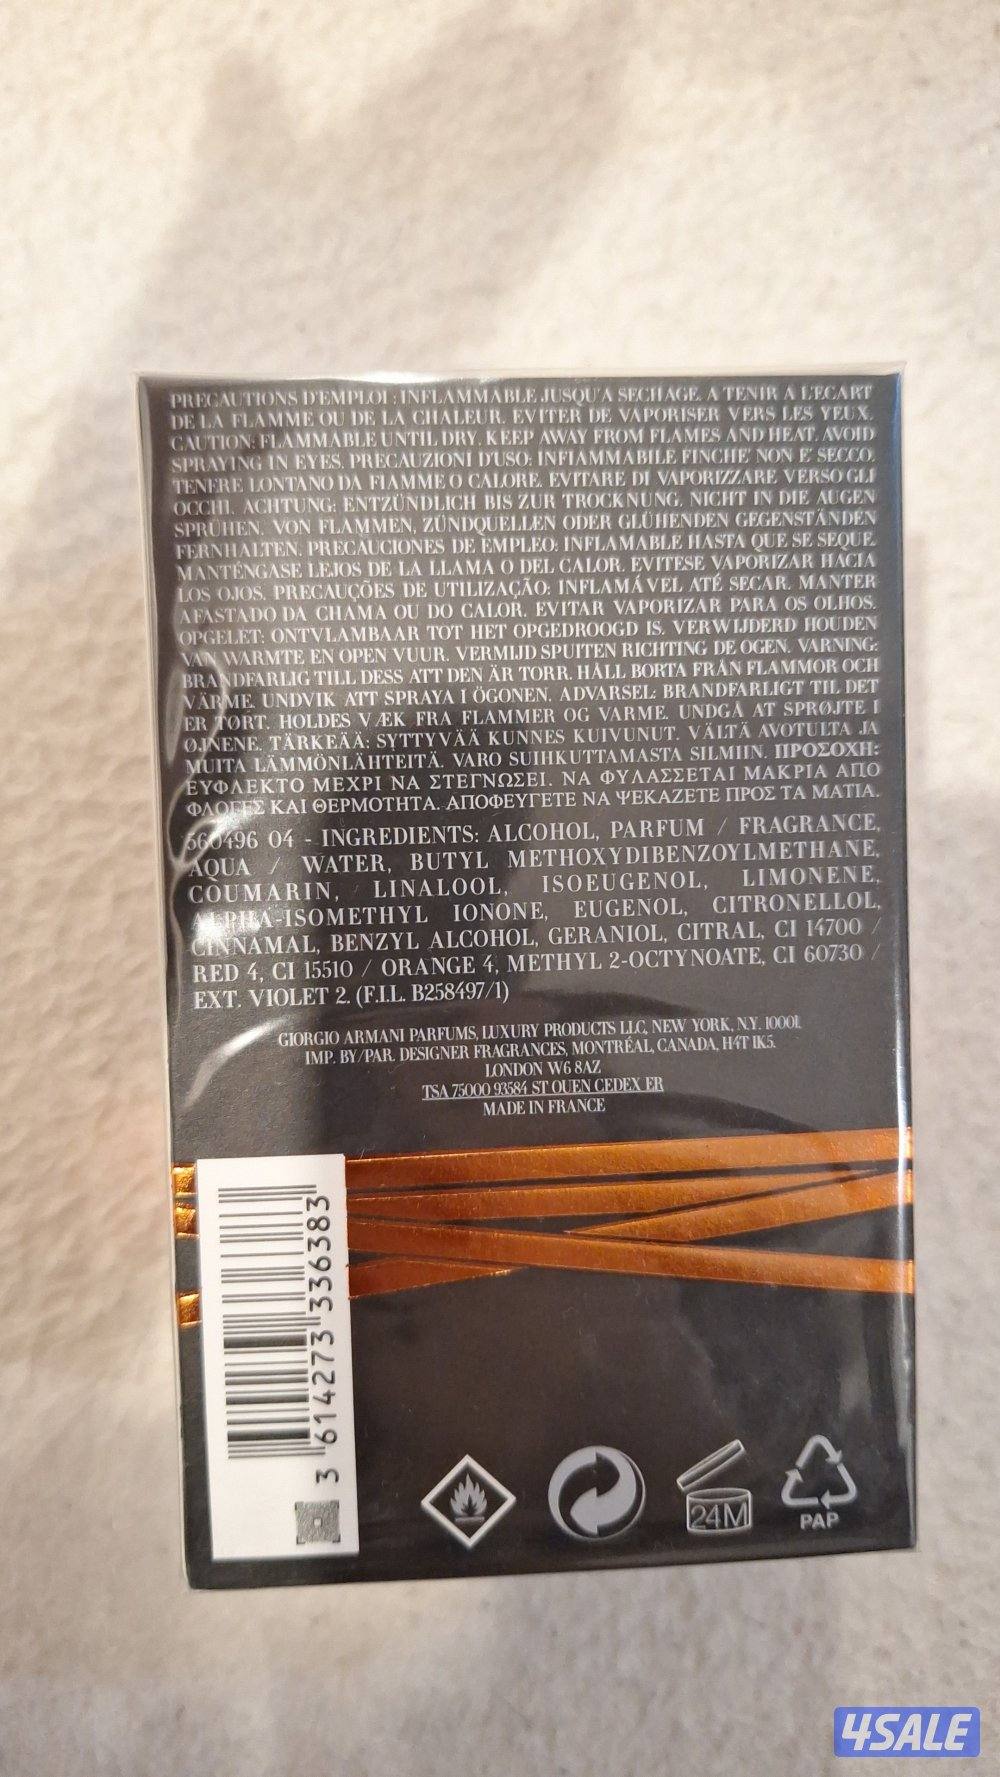 PRECAUTIONS D'EMPLOI : INFLAMMABLE JUSQU'A SECHAGE. A TENIR A L'ECART
DE LA FLAMME OU DE LA CHALEUR. EVITER DE VAPORISER VERS LES YEUX.
CAUTION: FLAMMABLE UNTIL DRY. KEEP AWAY FROM FLAMES AND HEAT. AVOID
SPRAYING IN EYES. PRECAUZIONI D'USO: INFIAMMABILE FINCHE' NON E' SECCO.
TENERE LONTANO DA FIAMME O CALORE. EVITARE DI VAPORIZZARE VERSO GLI
OCCHI. ACHTUNG: ENTZÜNDLICH BIS ZUR TROCKNUNG. NICHT IN DIE AUGEN
SPRÜHEN. VON FLAMMEN, ZÜNDQUELLEN ODER GLÜHENDEN GEGENSTÄNDEN
FERNHALTEN. PRECAUCIONES DE EMPLEO: INFLAMABLE HASTA QUE SE SEQUE.
MANTÉNGASE LEJOS DE LA LLAMA O DEL CALOR. EVITESE VAPORIZAR HACIA
LOS OJOS. PRECAUÇÕES DE UTILIZAÇÃO: INFLAMÁVEL ATÉ SECAR. MANTER
AFASTADO DA CHAMA OU DO CALOR. EVITAR VAPORIZAR PARA OS OLHOS.
OPGELET: ONTVLAMBAAR TOT HET OPGEDROOGD IS. VERWIJDERD HOUDEN
VAN WARMTE EN OPEN VUUR. VERMIJD SPUITEN RICHTING DE OGEN. VARNING:
BRANDFARLIG TILL DESS ATT DEN ÄR TORR. HÅLL BORTA FRÅN FLAMMOR OCH
VÄRME. UNDVIK ATT SPRAYA I ÖGONEN. ADVARSEL: BRANDFARLIGT TIL DET
ER TØRT. HOLDES VÆK FRA FLAMMER OG VARME. UNDGÅ AT SPRØJTE I
ØJNENE. TÄRKEÄÄ: SYTTYVÄÄ KUNNES KUIVUNUT. VÄLTÄ AVOTULTA JA
MUITA LÄMMÖNLÄHTEITÄ. VARO SUIHKUTTAMASTA SILMIIN. ΠΡΟΣΟΧΗ:
ΕΥΦΛΕΚΤΟ ΜΕΧΡΙ ΝΑ ΣΤΕΓΝΩΣΕΙ. ΝΑ ΦΥΛΑΣΣΕΤΑΙ ΜΑΚΡΙΑ ΑΠΟ
ΦΛΟΓΕΣ ΚΑΙ ΘΕΡΜΟΤΗΤΑ. ΑΠΟΦΕΥΓΕΤΕ ΝΑ ΨΕΚΑΖΕΤΕ ΠΡΟΣ ΤΑ ΜΑΤΙΑ.
560496 04 - INGREDIENTS: ALCOHOL, PARFUM / FRAGRANCE,
AQUA / WATER, BUTYL METHOXYDIBENZOYLMETHANE,
COUMARIN, LINALOOL, ISOEUGENOL, LIMONENE,
ALPHA-ISOMETHYL IONONE, EUGENOL, CITRONELLOL,
CINNAMAL, BENZYL ALCOHOL, GERANIOL, CITRAL, CI 14700 /
RED 4, CI 15510 / ORANGE 4, METHYL 2-OCTYNOATE, CI 60730 /
EXT. VIOLET 2. (F.I.L. B258497/1)
GIORGIO ARMANI PARFUMS, LUXURY PRODUCTS LLC, NEW YORK, N.Y. 10001.
IMP. BY/PAR. DESIGNER FRAGRANCES, MONTRÉAL, CANADA, H4T 1K5.
LONDON W6 8AZ
TSA 75000 93584 ST OUEN CEDEX FR
MADE IN FRANCE
3 614273 336383
24M
PAP
4SALE